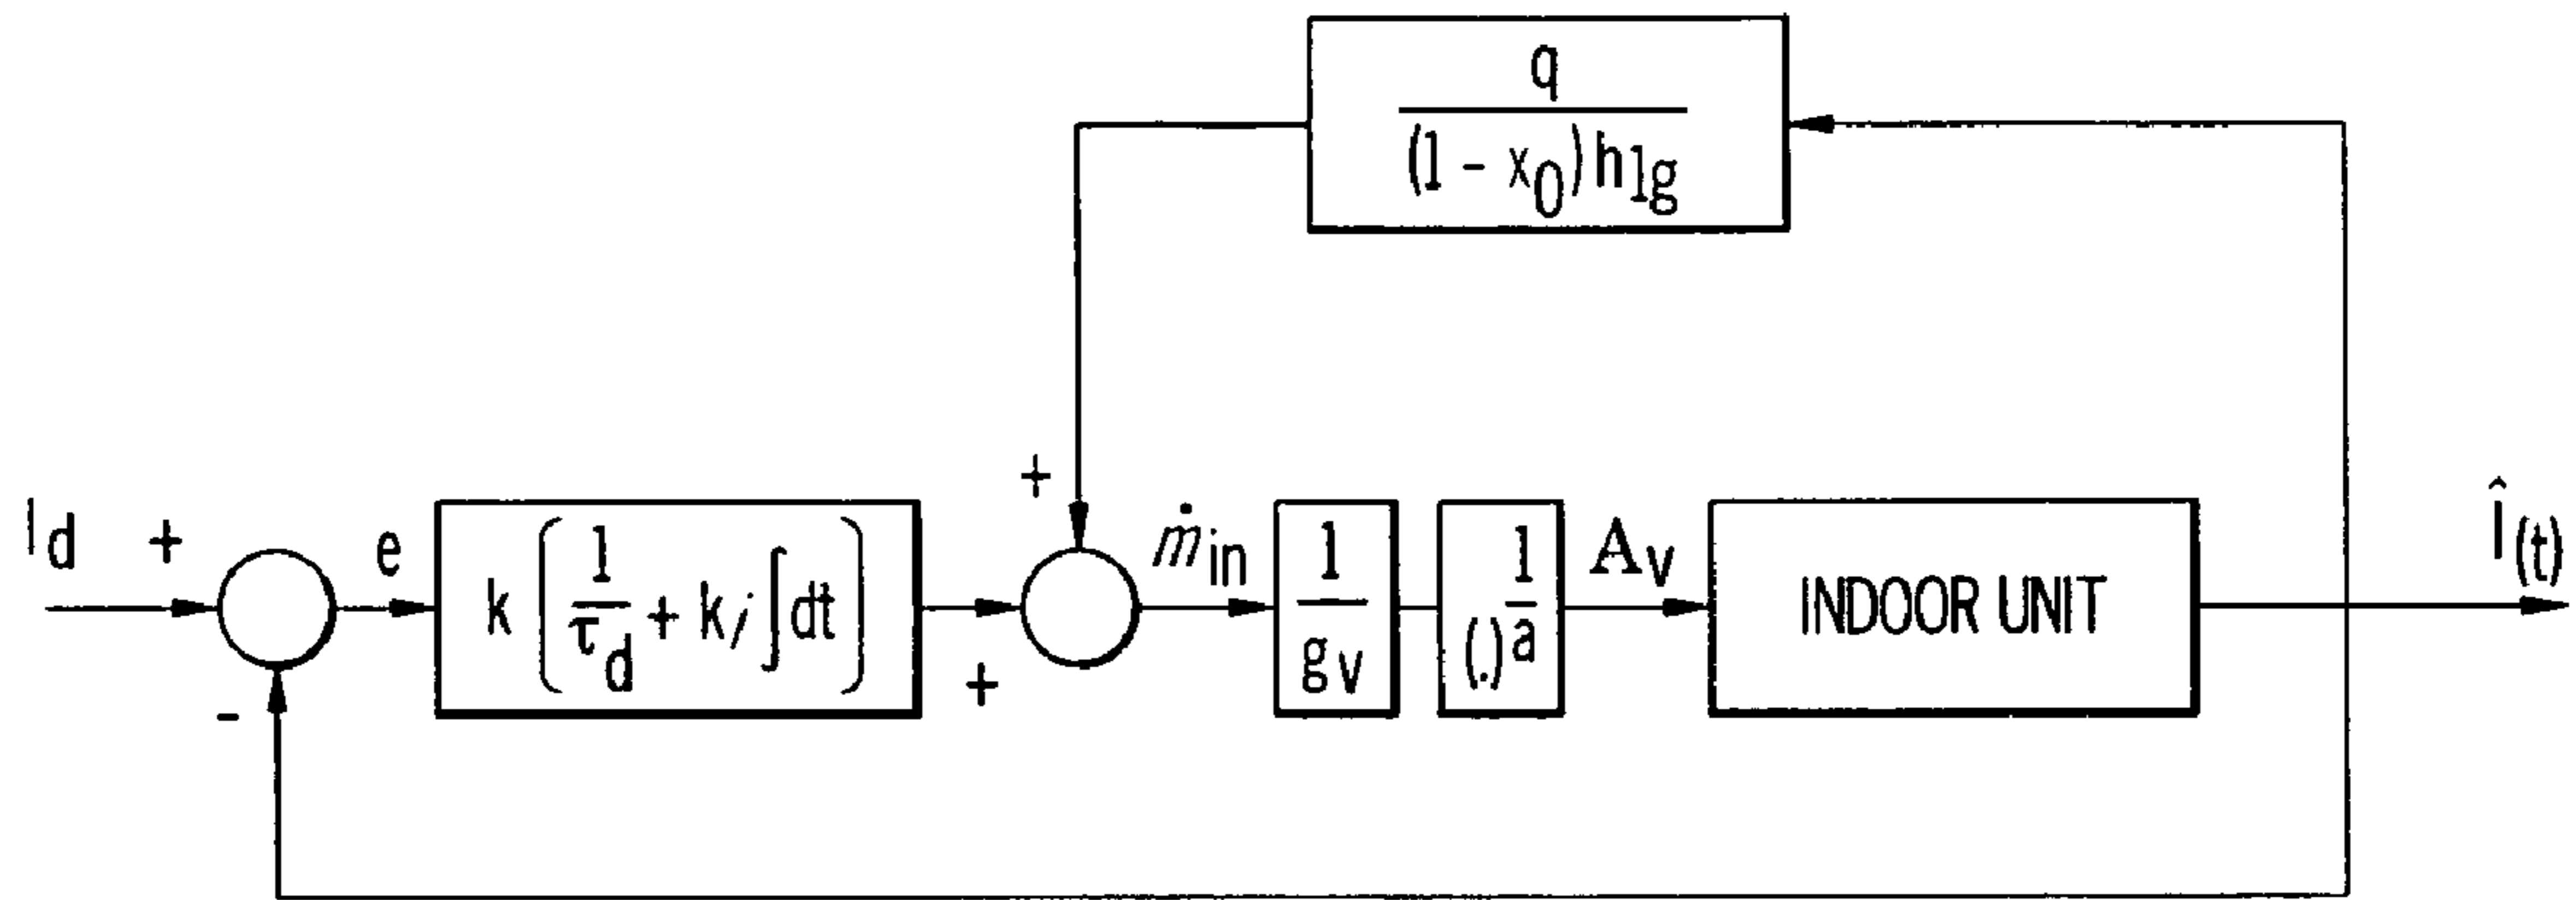 q
(1 - x0) h1g
+
ld
+
-
e
k ( 1/τd + ki ∫dt )
+
ṁin
1/gv
(.)^1/a
Av
INDOOR UNIT
l̂(t)